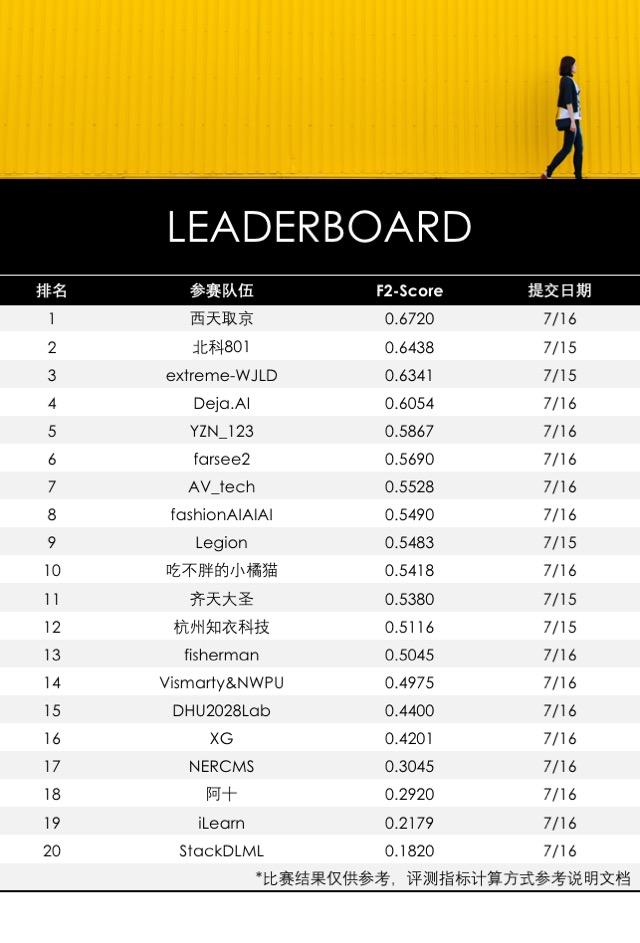 LEADERBOARD
排名 参赛队伍 F2-Score 提交日期
1 西天取京 0.6720 7/16
2 北科801 0.6438 7/15
3 extreme-WJLD 0.6341 7/15
4 Deja.AI 0.6054 7/16
5 YZN_123 0.5867 7/16
6 farsee2 0.5690 7/16
7 AV_tech 0.5528 7/16
8 fashionAIAIAI 0.5490 7/16
9 Legion 0.5483 7/15
10 吃不胖的小橘猫 0.5418 7/16
11 齐天大圣 0.5380 7/15
12 杭州知衣科技 0.5116 7/15
13 fisherman 0.5045 7/16
14 Vismarty&NWPU 0.4975 7/16
15 DHU2028Lab 0.4400 7/16
16 XG 0.4201 7/16
17 NERCMS 0.3045 7/16
18 阿十 0.2920 7/16
19 iLearn 0.2179 7/16
20 StackDLML 0.1820 7/16
*比赛结果仅供参考，评测指标计算方式参考说明文档